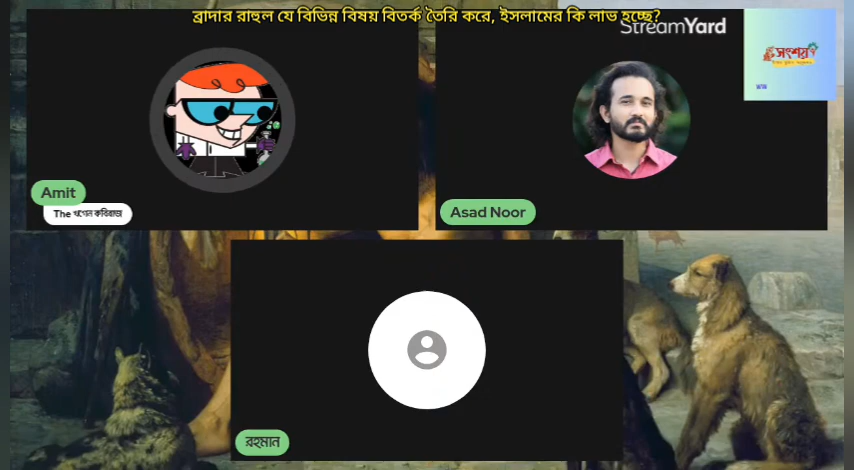 ব্রাদার রাহুল যে বিভিন্ন বিষয় বিতর্ক তৈরি করে, ইসলামের কি লাভ হচ্ছে?
StreamYard
সংশয়
Amit
The খগেন কবিরাজ
Asad Noor
রহমান